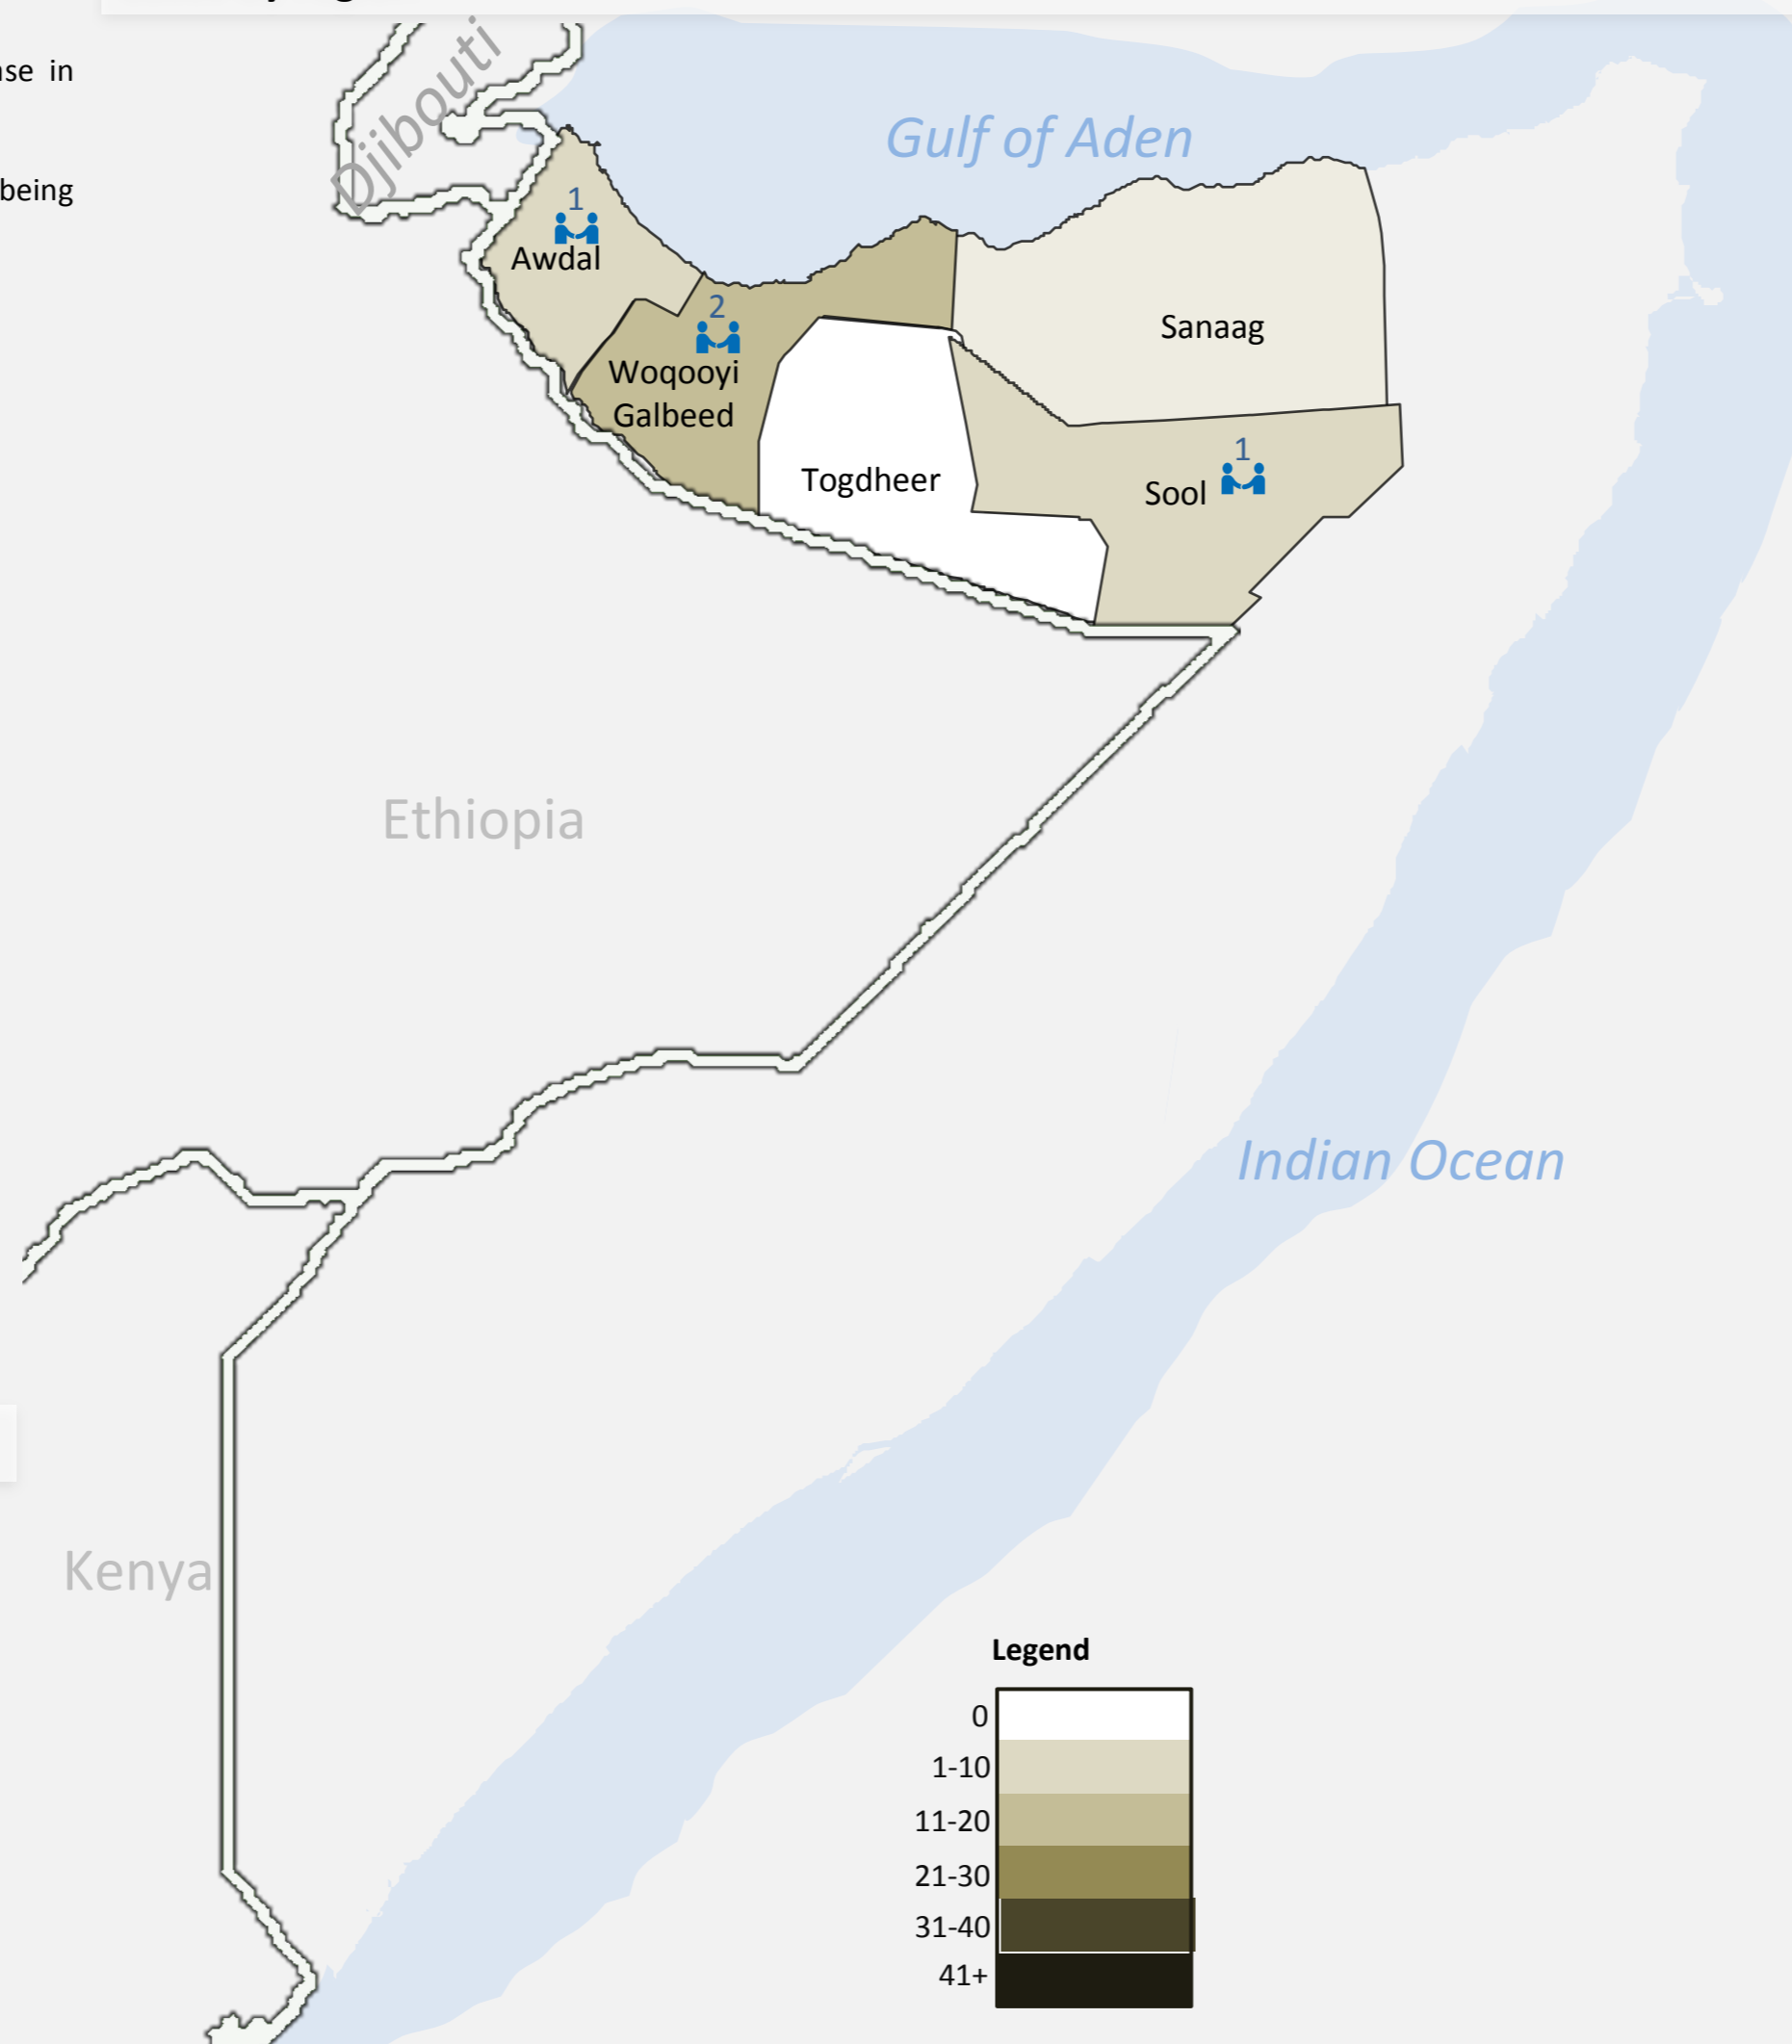 being
Djibouti
Gulf of Aden
1
Awdal
2
Woqooyi
Galbeed
Togdheer
Sanaag
1
Sool
Ethiopia
Indian Ocean
Kenya
Legend
0
1-10
11-20
21-30
31-40
41+
in